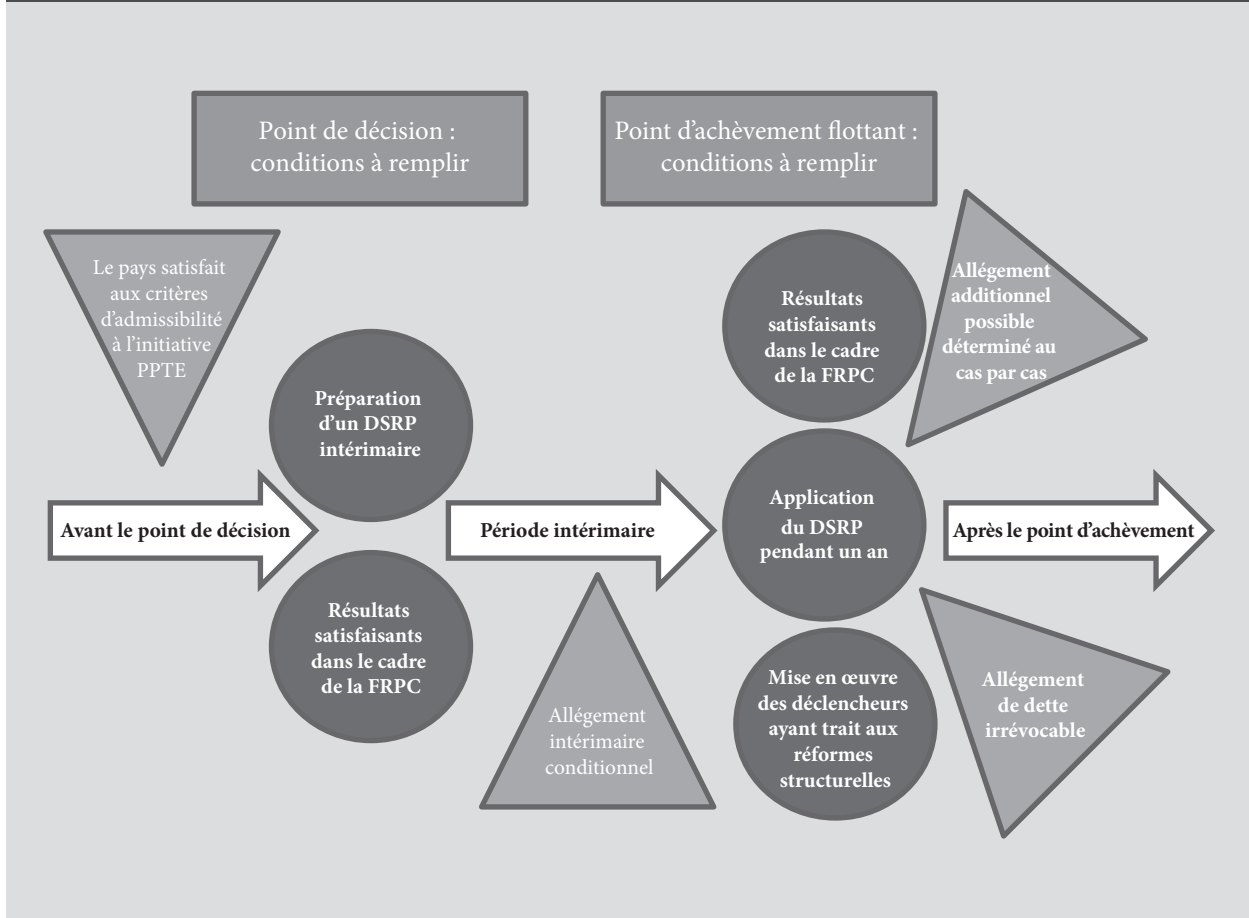 Point de décision :
conditions à remplir
Point d’achèvement flottant :
conditions à remplir
Le pays satisfait
aux critères
d’admissibilité
à l’initiative
PPTE
Préparation
d’un DSRP
intérimaire
Résultats
satisfaisants
dans le cadre
de la FRPC
Allégement
additionnel
possible
déterminé au
cas par cas
Avant le point de décision
Période intérimaire
Application
du DSRP
pendant un an
Après le point d’achèvement
Résultats
satisfaisants
dans le cadre
de la FRPC
Allégement
intérimaire
conditionnel
Mise en œuvre
des déclencheurs
ayant trait aux
réformes
structurelles
Allégement
de dette
irrévocable